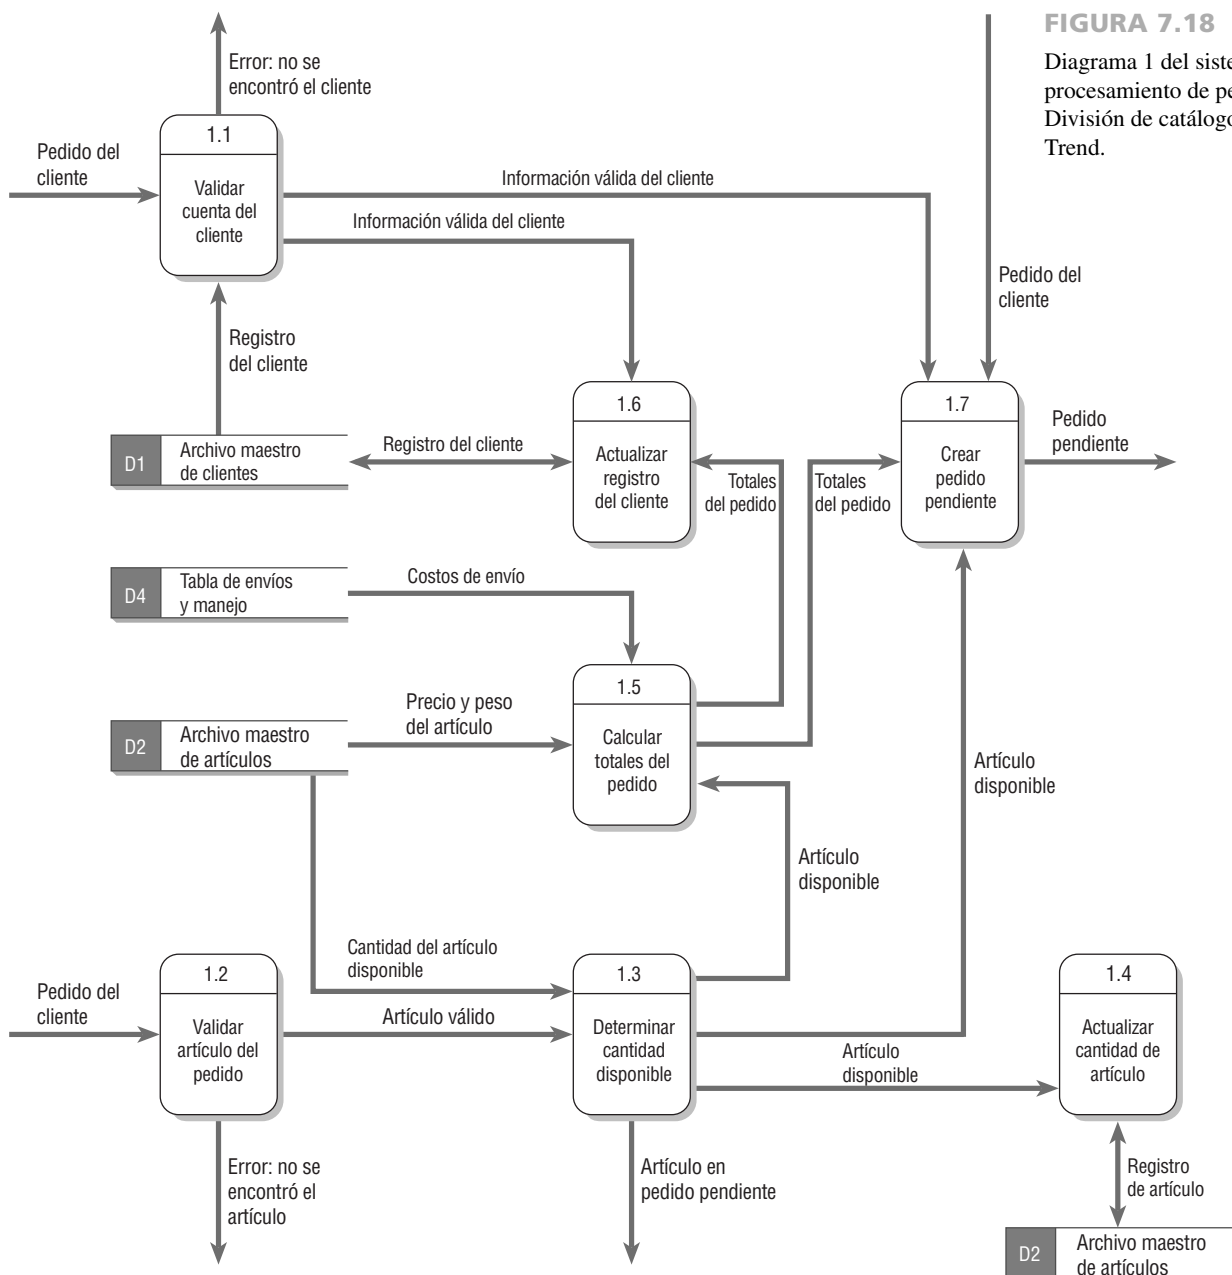 FIGURA 7.18
Diagrama 1 del siste
procesamiento de pe
División de catálogo
Trend.
Error: no se
encontró el cliente
1.1
Validar
cuenta del
cliente
Pedido del
cliente
Información válida del cliente
Información válida del cliente
Pedido del
cliente
Registro
del cliente
D1
Archivo maestro
de clientes
Registro del cliente
1.6
Actualizar
registro
del cliente
Totales
del pedido
Totales
del pedido
1.7
Crear
pedido
pendiente
Pedido
pendiente
D4
Tabla de envíos
y manejo
Costos de envío
D2
Archivo maestro
de artículos
Precio y peso
del artículo
1.5
Calcular
totales del
pedido
Artículo
disponible
Artículo
disponible
Cantidad del artículo
disponible
Pedido del
cliente
1.2
Validar
artículo del
pedido
Artículo válido
1.3
Determinar
cantidad
disponible
Artículo
disponible
1.4
Actualizar
cantidad de
artículo
Error: no se
encontró el
artículo
Artículo en
pedido pendiente
Registro
de artículo
D2
Archivo maestro
de artículos